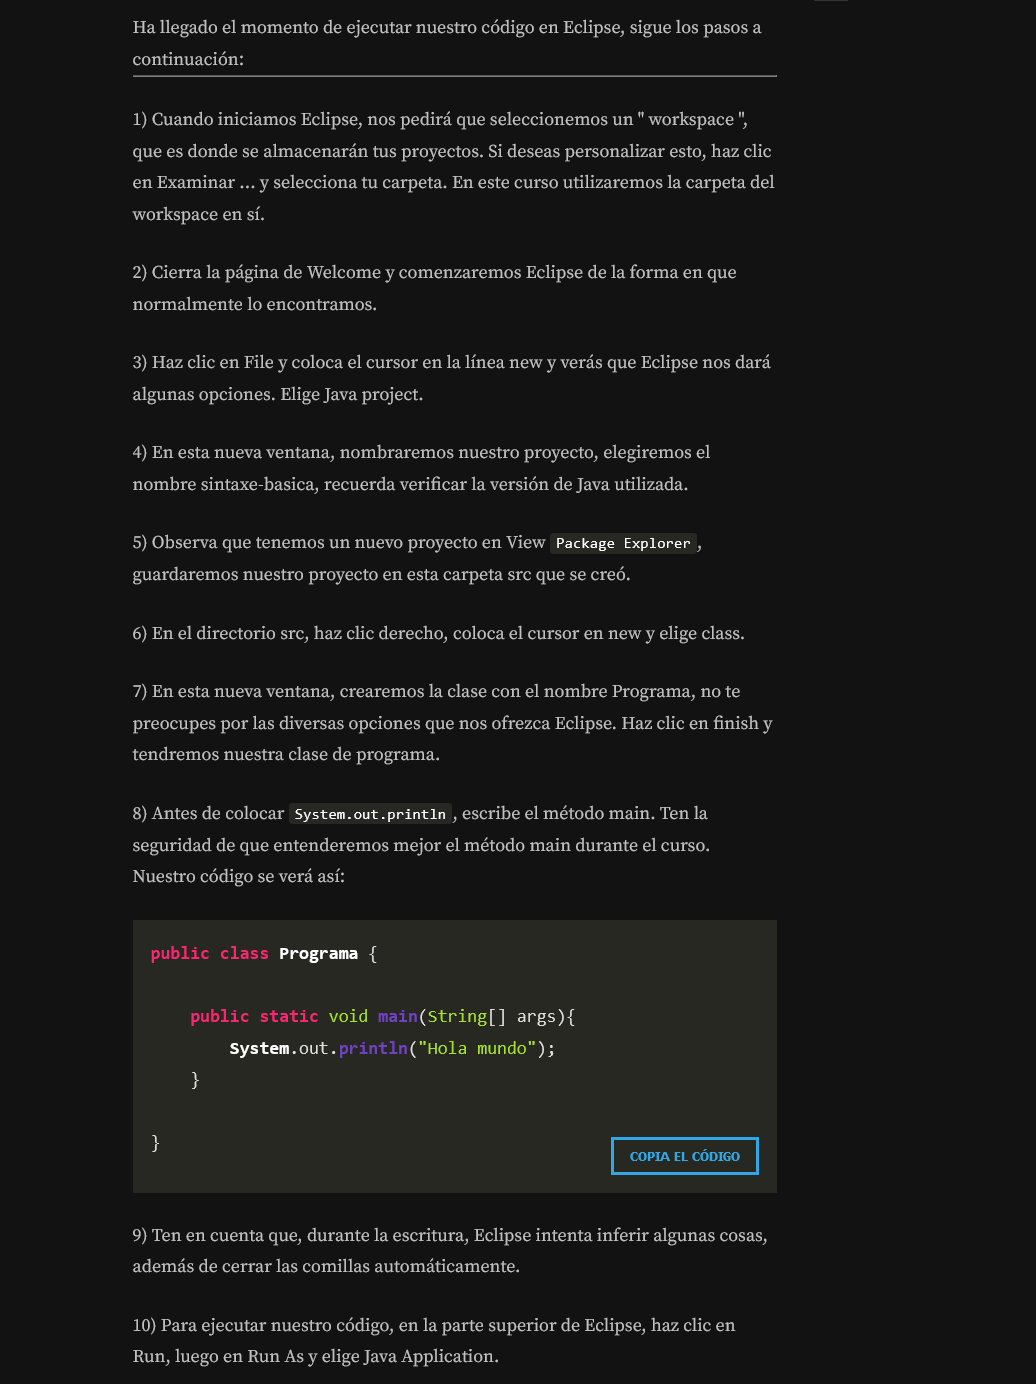 Ha llegado el momento de ejecutar nuestro código en Eclipse, sigue los pasos a
continuación:
1) Cuando iniciamos Eclipse, nos pedirá que seleccionemos un " workspace ",
que es donde se almacenarán tus proyectos. Si deseas personalizar esto, haz clic
en Examinar ... y selecciona tu carpeta. En este curso utilizaremos la carpeta del
workspace en sí.
2) Cierra la página de Welcome y comenzaremos Eclipse de la forma en que
normalmente lo encontramos.
3) Haz clic en File y coloca el cursor en la línea new y verás que Eclipse nos dará
algunas opciones. Elige Java project.
4) En esta nueva ventana, nombraremos nuestro proyecto, elegiremos el
nombre sintaxe-basica, recuerda verificar la versión de Java utilizada.
5) Observa que tenemos un nuevo proyecto en View Package Explorer,
guardaremos nuestro proyecto en esta carpeta src que se creó.
6) En el directorio src, haz clic derecho, coloca el cursor en new y elige class.
7) En esta nueva ventana, crearemos la clase con el nombre Programa, no te
preocupes por las diversas opciones que nos ofrezca Eclipse. Haz clic en finish y
tendremos nuestra clase de programa.
8) Antes de colocar System.out.println, escribe el método main. Ten la
seguridad de que entenderemos mejor el método main durante el curso.
Nuestro código se verá así:
public class Programa {
    public static void main(String[] args){
        System.out.println("Hola mundo");
    }
}
COPIA EL CÓDIGO
9) Ten en cuenta que, durante la escritura, Eclipse intenta inferir algunas cosas,
además de cerrar las comillas automáticamente.
10) Para ejecutar nuestro código, en la parte superior de Eclipse, haz clic en
Run, luego en Run As y elige Java Application.